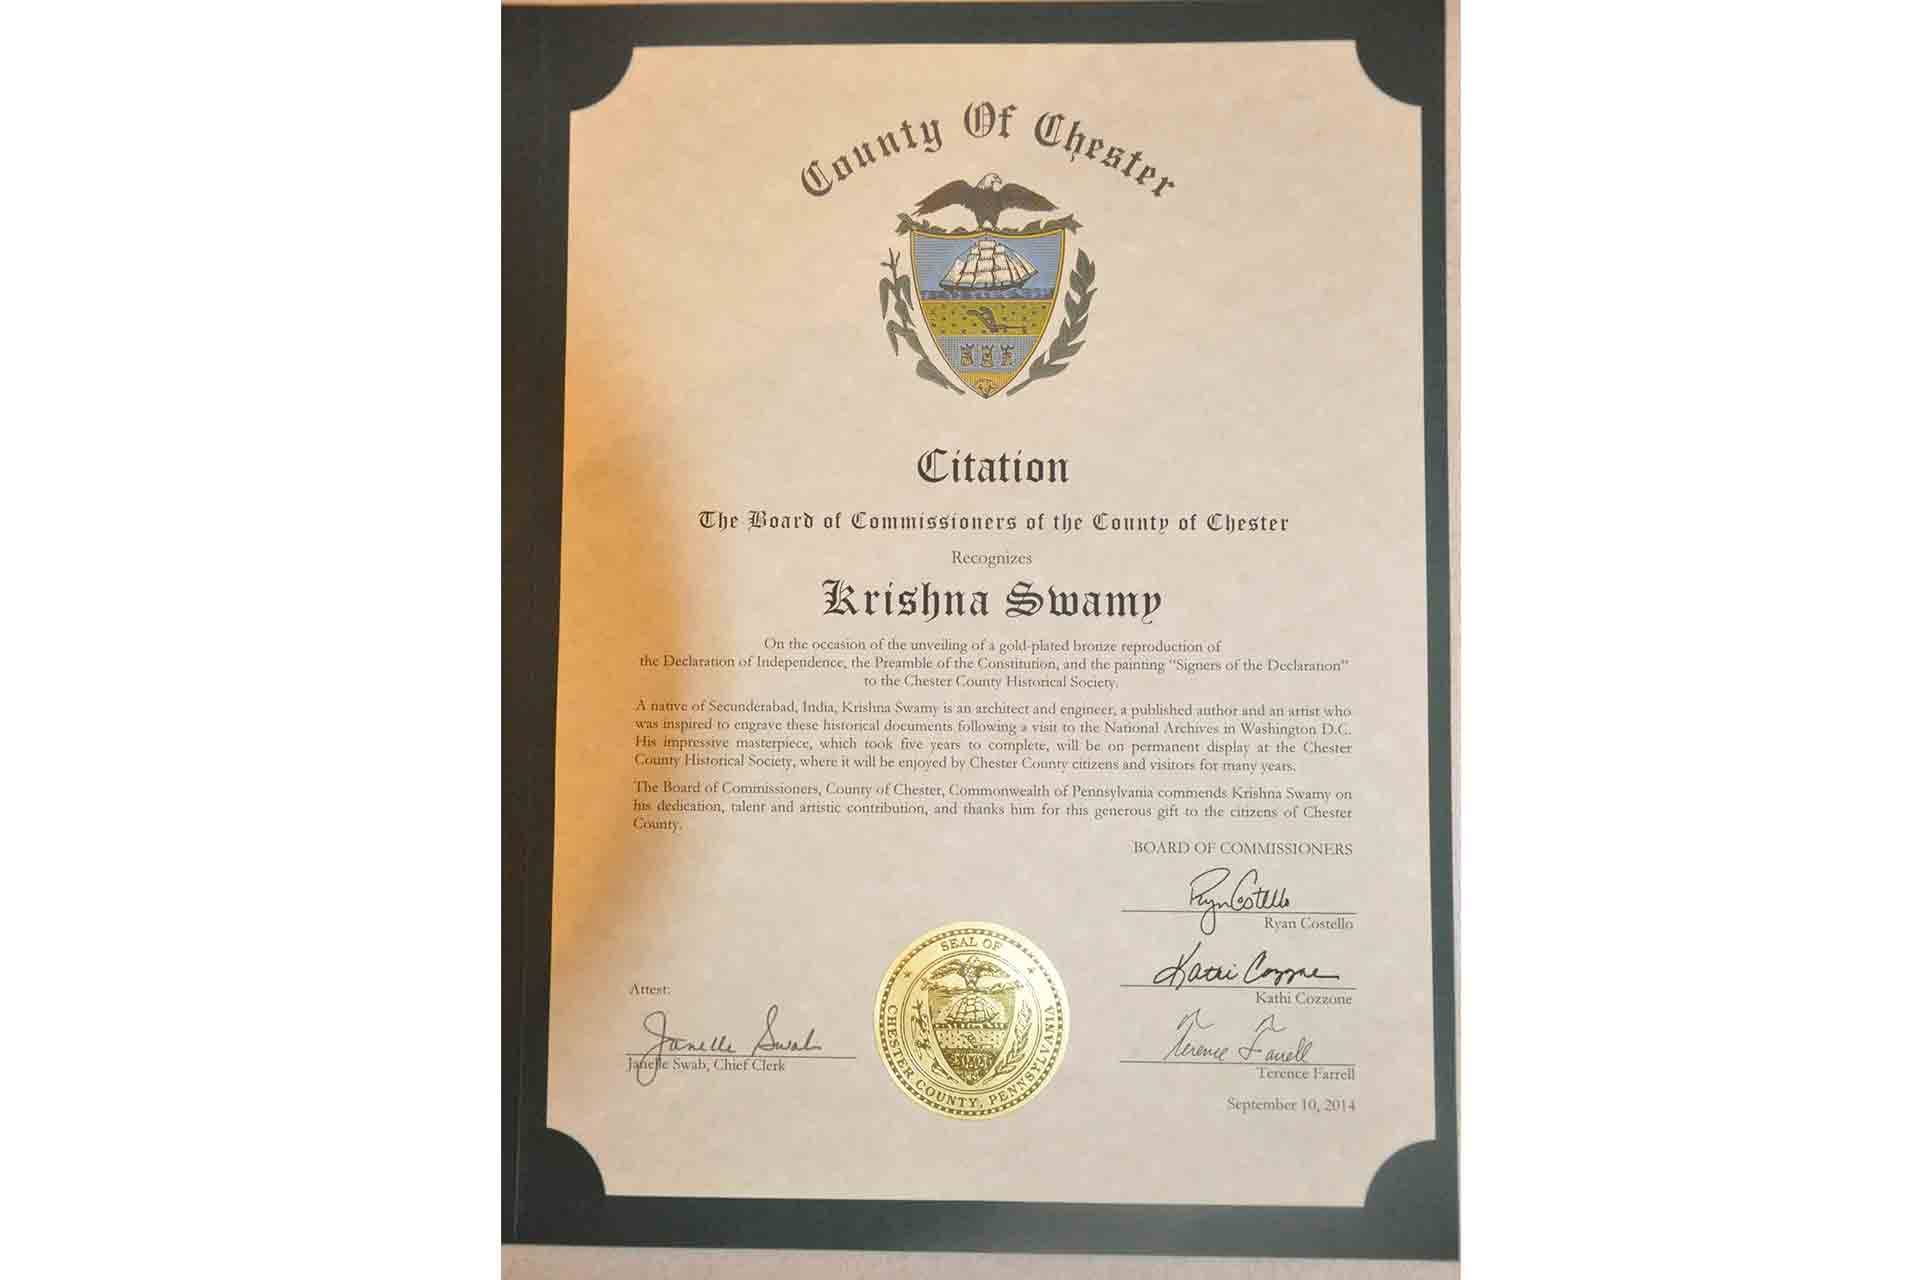 County Of Chester
Citation
The Board of Commissioners of the County of Chester
Recognizes
Krishna Swamy
On the occasion of the unveiling of a gold-plated bronze reproduction of
the Declaration of Independence, the Preamble of the Constitution, and the painting "Signers of the Declaration"
to the Chester County Historical Society.
A native of Secunderabad, India, Krishna Swamy is an architect and engineer, a published author and an artist who
was inspired to engrave these historical documents following a visit to the National Archives in Washington D.C.
His impressive masterpiece, which took five years to complete, will be on permanent display at the Chester
County Historical Society, where it will be enjoyed by Chester County citizens and visitors for many years.
The Board of Commissioners, County of Chester, Commonwealth of Pennsylvania commends Krishna Swamy on
his dedication, talent and artistic contribution, and thanks him for this generous gift to the citizens of Chester
County.
BOARD OF COMMISSIONERS
Ryan Costello
Ryan Costello
Kathi Cozzone
Kathi Cozzone
Terence Farrell
Terence Farrell
September 10, 2014
Attest:
Janelle Swab
Janelle Swab, Chief Clerk
SEAL OF
CHESTER COUNTY, PENNSYLVANIA